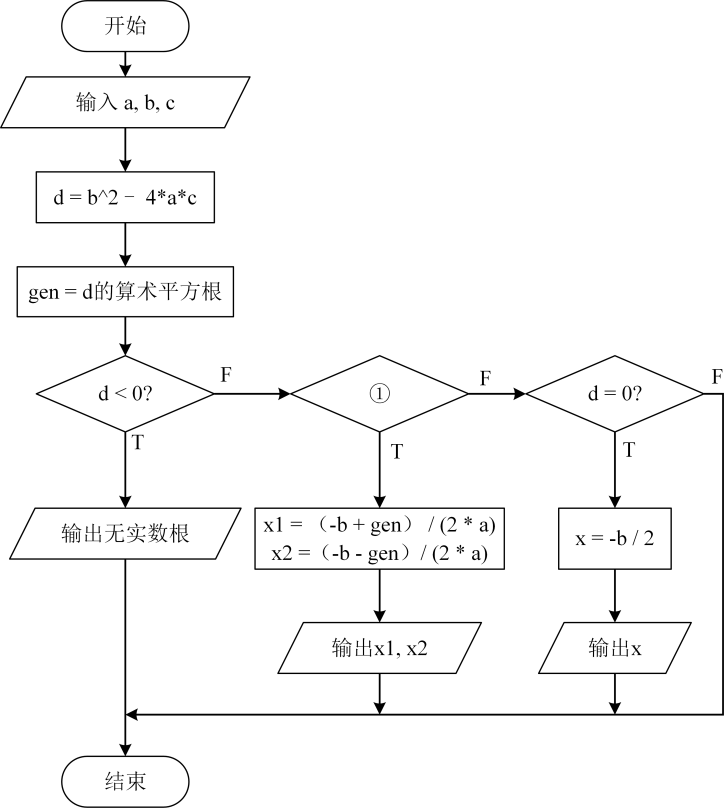 开始
输入 a, b, c
d = b^2﹣ 4*a*c
gen = d的算术平方根
d < 0?
F
①
F
d = 0?
F
T
T
T
输出无实数根
x1 = （-b + gen）/ (2 * a)
x2 =（-b - gen）/ (2 * a)
x = -b / 2
输出x1, x2
输出x
结束